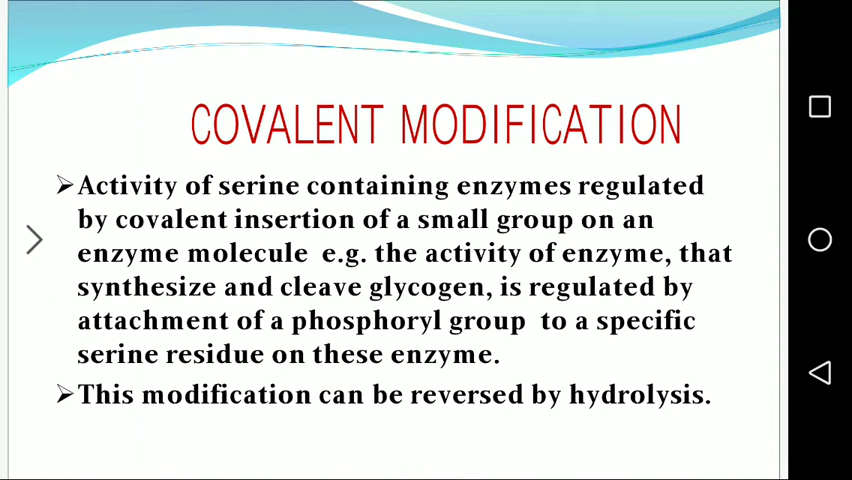 COVALENT MODIFICATION
➢Activity of serine containing enzymes regulated
by covalent insertion of a small group on an
enzyme molecule e.g. the activity of enzyme, that
synthesize and cleave glycogen, is regulated by
attachment of a phosphoryl group to a specific
serine residue on these enzyme.
➢This modification can be reversed by hydrolysis.